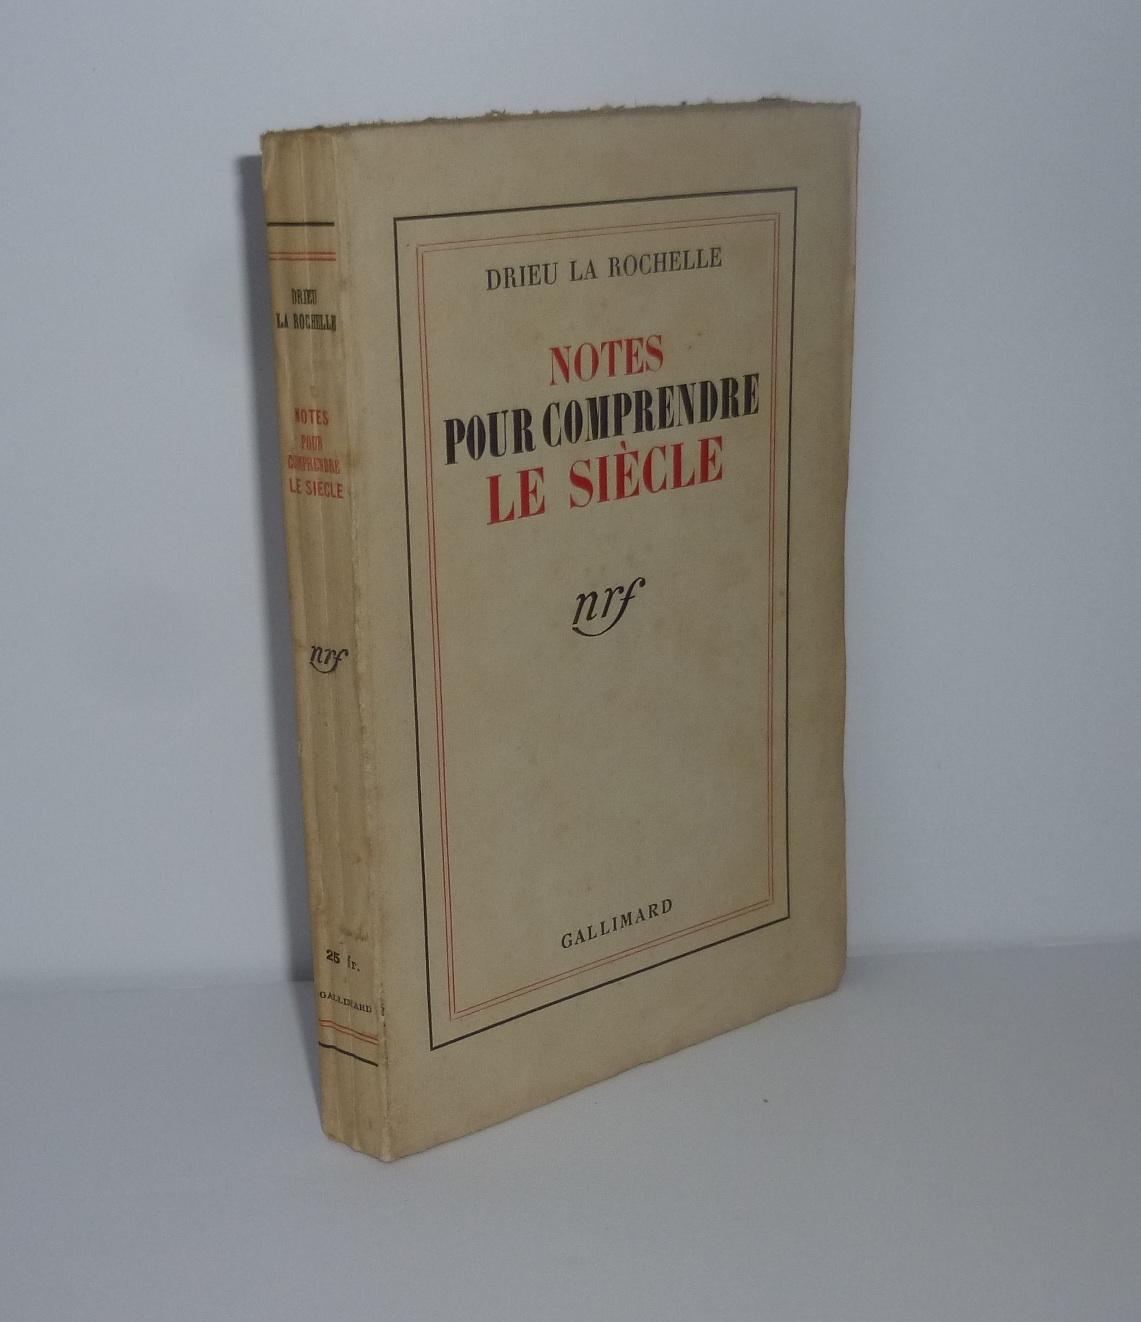 DRIEU LA ROCHELLE
NOTES
POUR COMPRENDRE
LE SIÈCLE
nrf
GALLIMARD
DRIEU
LA ROCHELLE
NOTES
POUR
COMPRENDRE
LE SIÈCLE
nrf
25 fr.
GALLIMARD